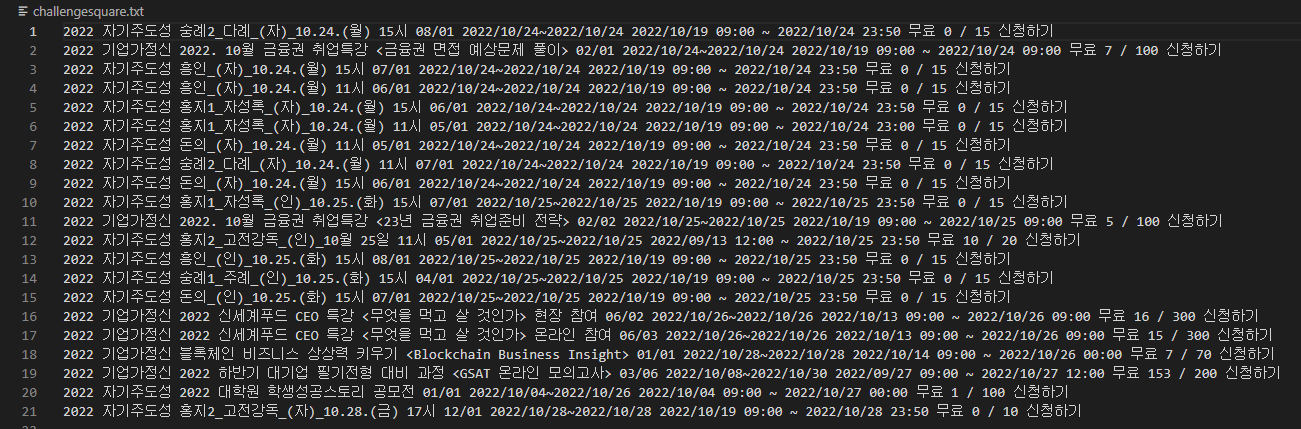 challengesquare.txt
1 2022 자기주도성 숭례2_다례_(자)_10.24.(월) 15시 08/01 2022/10/24~2022/10/24 2022/10/19 09:00 ~ 2022/10/24 23:50 무료 0 / 15 신청하기
2 2022 기업가정신 2022. 10월 금융권 취업특강 <금융권 면접 예상문제 풀이> 02/01 2022/10/24~2022/10/24 2022/10/19 09:00 ~ 2022/10/24 09:00 무료 7 / 100 신청하기
3 2022 자기주도성 흥인_(자)_10.24.(월) 15시 07/01 2022/10/24~2022/10/24 2022/10/19 09:00 ~ 2022/10/24 23:50 무료 0 / 15 신청하기
4 2022 자기주도성 흥인_(자)_10.24.(월) 11시 06/01 2022/10/24~2022/10/24 2022/10/19 09:00 ~ 2022/10/24 23:50 무료 0 / 15 신청하기
5 2022 자기주도성 홍지1_자성록_(자)_10.24.(월) 15시 06/01 2022/10/24~2022/10/24 2022/10/19 09:00 ~ 2022/10/24 23:50 무료 0 / 15 신청하기
6 2022 자기주도성 홍지1_자성록_(자)_10.24.(월) 11시 05/01 2022/10/24~2022/10/24 2022/10/19 09:00 ~ 2022/10/24 23:00 무료 0 / 15 신청하기
7 2022 자기주도성 돈의_(자)_10.24.(월) 11시 05/01 2022/10/24~2022/10/24 2022/10/19 09:00 ~ 2022/10/24 23:50 무료 0 / 15 신청하기
8 2022 자기주도성 숭례2_다례_(자)_10.24.(월) 11시 07/01 2022/10/24~2022/10/24 2022/10/19 09:00 ~ 2022/10/24 23:50 무료 0 / 15 신청하기
9 2022 자기주도성 돈의_(자)_10.24.(월) 15시 06/01 2022/10/24~2022/10/24 2022/10/19 09:00 ~ 2022/10/24 23:50 무료 0 / 15 신청하기
10 2022 자기주도성 홍지1_자성록_(인)_10.25.(화) 15시 07/01 2022/10/25~2022/10/25 2022/10/19 09:00 ~ 2022/10/25 23:50 무료 0 / 15 신청하기
11 2022 기업가정신 2022. 10월 금융권 취업특강 <23년 금융권 취업준비 전략> 02/02 2022/10/25~2022/10/25 2022/10/19 09:00 ~ 2022/10/25 09:00 무료 5 / 100 신청하기
12 2022 자기주도성 홍지2_고전강독_(인)_10월 25일 11시 05/01 2022/10/25~2022/10/25 2022/09/13 12:00 ~ 2022/10/25 23:50 무료 10 / 20 신청하기
13 2022 자기주도성 흥인_(인)_10.25.(화) 15시 08/01 2022/10/25~2022/10/25 2022/10/19 09:00 ~ 2022/10/25 23:50 무료 0 / 15 신청하기
14 2022 자기주도성 숭례1_주례_(인)_10.25.(화) 15시 04/01 2022/10/25~2022/10/25 2022/10/19 09:00 ~ 2022/10/25 23:50 무료 0 / 15 신청하기
15 2022 자기주도성 돈의_(인)_10.25.(화) 15시 07/01 2022/10/25~2022/10/25 2022/10/19 09:00 ~ 2022/10/25 23:50 무료 0 / 15 신청하기
16 2022 기업가정신 2022 신세계푸드 CEO 특강 <무엇을 먹고 살 것인가> 현장 참여 06/02 2022/10/26~2022/10/26 2022/10/13 09:00 ~ 2022/10/26 09:00 무료 16 / 300 신청하기
17 2022 기업가정신 2022 신세계푸드 CEO 특강 <무엇을 먹고 살 것인가> 온라인 참여 06/03 2022/10/26~2022/10/26 2022/10/13 09:00 ~ 2022/10/26 09:00 무료 15 / 300 신청하기
18 2022 기업가정신 블록체인 비즈니스 상상력 키우기 <Blockchain Business Insight> 01/01 2022/10/28~2022/10/28 2022/10/14 09:00 ~ 2022/10/26 00:00 무료 7 / 70 신청하기
19 2022 기업가정신 2022 하반기 대기업 필기전형 대비 과정 <GSAT 온라인 모의고사> 03/06 2022/10/08~2022/10/30 2022/09/27 09:00 ~ 2022/10/27 12:00 무료 153 / 200 신청하기
20 2022 자기주도성 2022 대학원 학생성공스토리 공모전 01/01 2022/10/04~2022/10/26 2022/10/04 09:00 ~ 2022/10/27 00:00 무료 1 / 100 신청하기
21 2022 자기주도성 홍지2_고전강독_(자)_10.28.(금) 17시 12/01 2022/10/28~2022/10/28 2022/10/19 09:00 ~ 2022/10/28 23:50 무료 0 / 10 신청하기